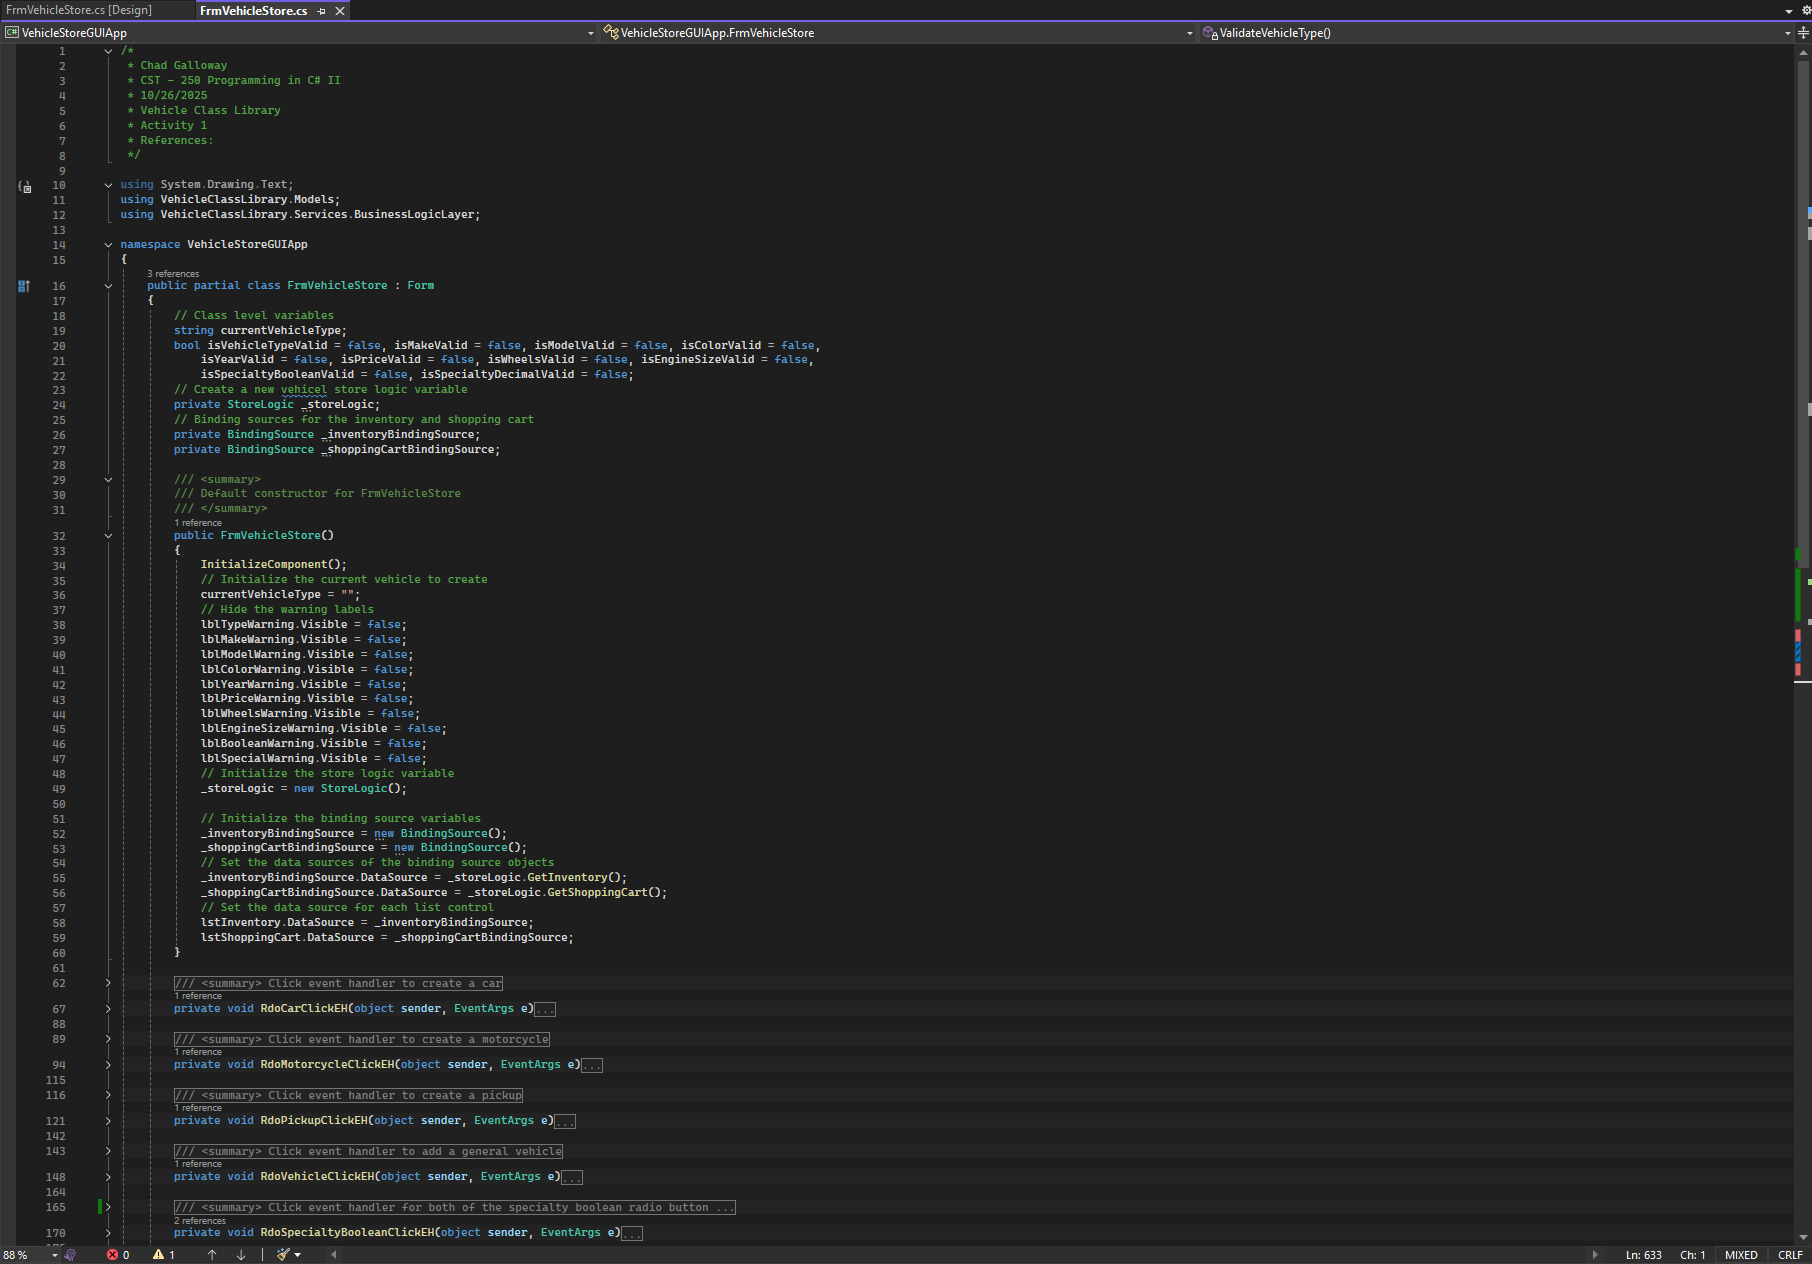 FrmVehicleStore.cs [Design]
FrmVehicleStore.cs
VehicleStoreGUIApp
VehicleStoreGUIApp.FrmVehicleStore
ValidateVehicleType()
1 /*
2 * Chad Galloway
3 * CST - 250 Programming in C# II
4 * 10/26/2025
5 * Vehicle Class Library
6 * Activity 1
7 * References:
8 */
9
10 using System.Drawing.Text;
11 using VehicleClassLibrary.Models;
12 using VehicleClassLibrary.Services.BusinessLogicLayer;
13
14 namespace VehicleStoreGUIApp
15 {
3 references
16 public partial class FrmVehicleStore : Form
17 {
18 // Class level variables
19 string currentVehicleType;
20 bool isVehicleTypeValid = false, isMakeValid = false, isModelValid = false, isColorValid = false,
21 isYearValid = false, isPriceValid = false, isWheelsValid = false, isEngineSizeValid = false,
22 isSpecialtyBooleanValid = false, isSpecialtyDecimalValid = false;
23 // Create a new vehicel store logic variable
24 private StoreLogic _storeLogic;
25 // Binding sources for the inventory and shopping cart
26 private BindingSource _inventoryBindingSource;
27 private BindingSource _shoppingCartBindingSource;
28
29 /// <summary>
30 /// Default constructor for FrmVehicleStore
31 /// </summary>
1 reference
32 public FrmVehicleStore()
33 {
34 InitializeComponent();
35 // Initialize the current vehicle to create
36 currentVehicleType = "";
37 // Hide the warning labels
38 lblTypeWarning.Visible = false;
39 lblMakeWarning.Visible = false;
40 lblModelWarning.Visible = false;
41 lblColorWarning.Visible = false;
42 lblYearWarning.Visible = false;
43 lblPriceWarning.Visible = false;
44 lblWheelsWarning.Visible = false;
45 lblEngineSizeWarning.Visible = false;
46 lblBooleanWarning.Visible = false;
47 lblSpecialWarning.Visible = false;
48 // Initialize the store logic variable
49 _storeLogic = new StoreLogic();
50
51 // Initialize the binding source variables
52 _inventoryBindingSource = new BindingSource();
53 _shoppingCartBindingSource = new BindingSource();
54 // Set the data sources of the binding source objects
55 _inventoryBindingSource.DataSource = _storeLogic.GetInventory();
56 _shoppingCartBindingSource.DataSource = _storeLogic.GetShoppingCart();
57 // Set the data source for each list control
58 lstInventory.DataSource = _inventoryBindingSource;
59 lstShoppingCart.DataSource = _shoppingCartBindingSource;
60 }
61
62 /// <summary> Click event handler to create a car
1 reference
67 private void RdoCarClickEH(object sender, EventArgs e)...
88
89 /// <summary> Click event handler to create a motorcycle
1 reference
94 private void RdoMotorcycleClickEH(object sender, EventArgs e)...
115
116 /// <summary> Click event handler to create a pickup
1 reference
121 private void RdoPickupClickEH(object sender, EventArgs e)...
142
143 /// <summary> Click event handler to add a general vehicle
1 reference
148 private void RdoVehicleClickEH(object sender, EventArgs e)...
164
165 /// <summary> Click event handler for both of the specialty boolean radio button ...
2 references
170 private void RdoSpecialtyBooleanClickEH(object sender, EventArgs e)...
88 % 0 1 Ln: 633 Ch: 1 MIXED CRLF